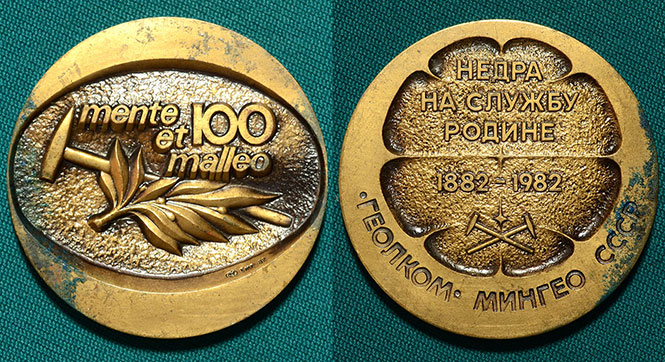 mente
et 100
malleo
НЕДРА
НА СЛУЖБУ
РОДИНЕ
1882-1982
•ГЕОЛКОМ• МИНГЕО СССР